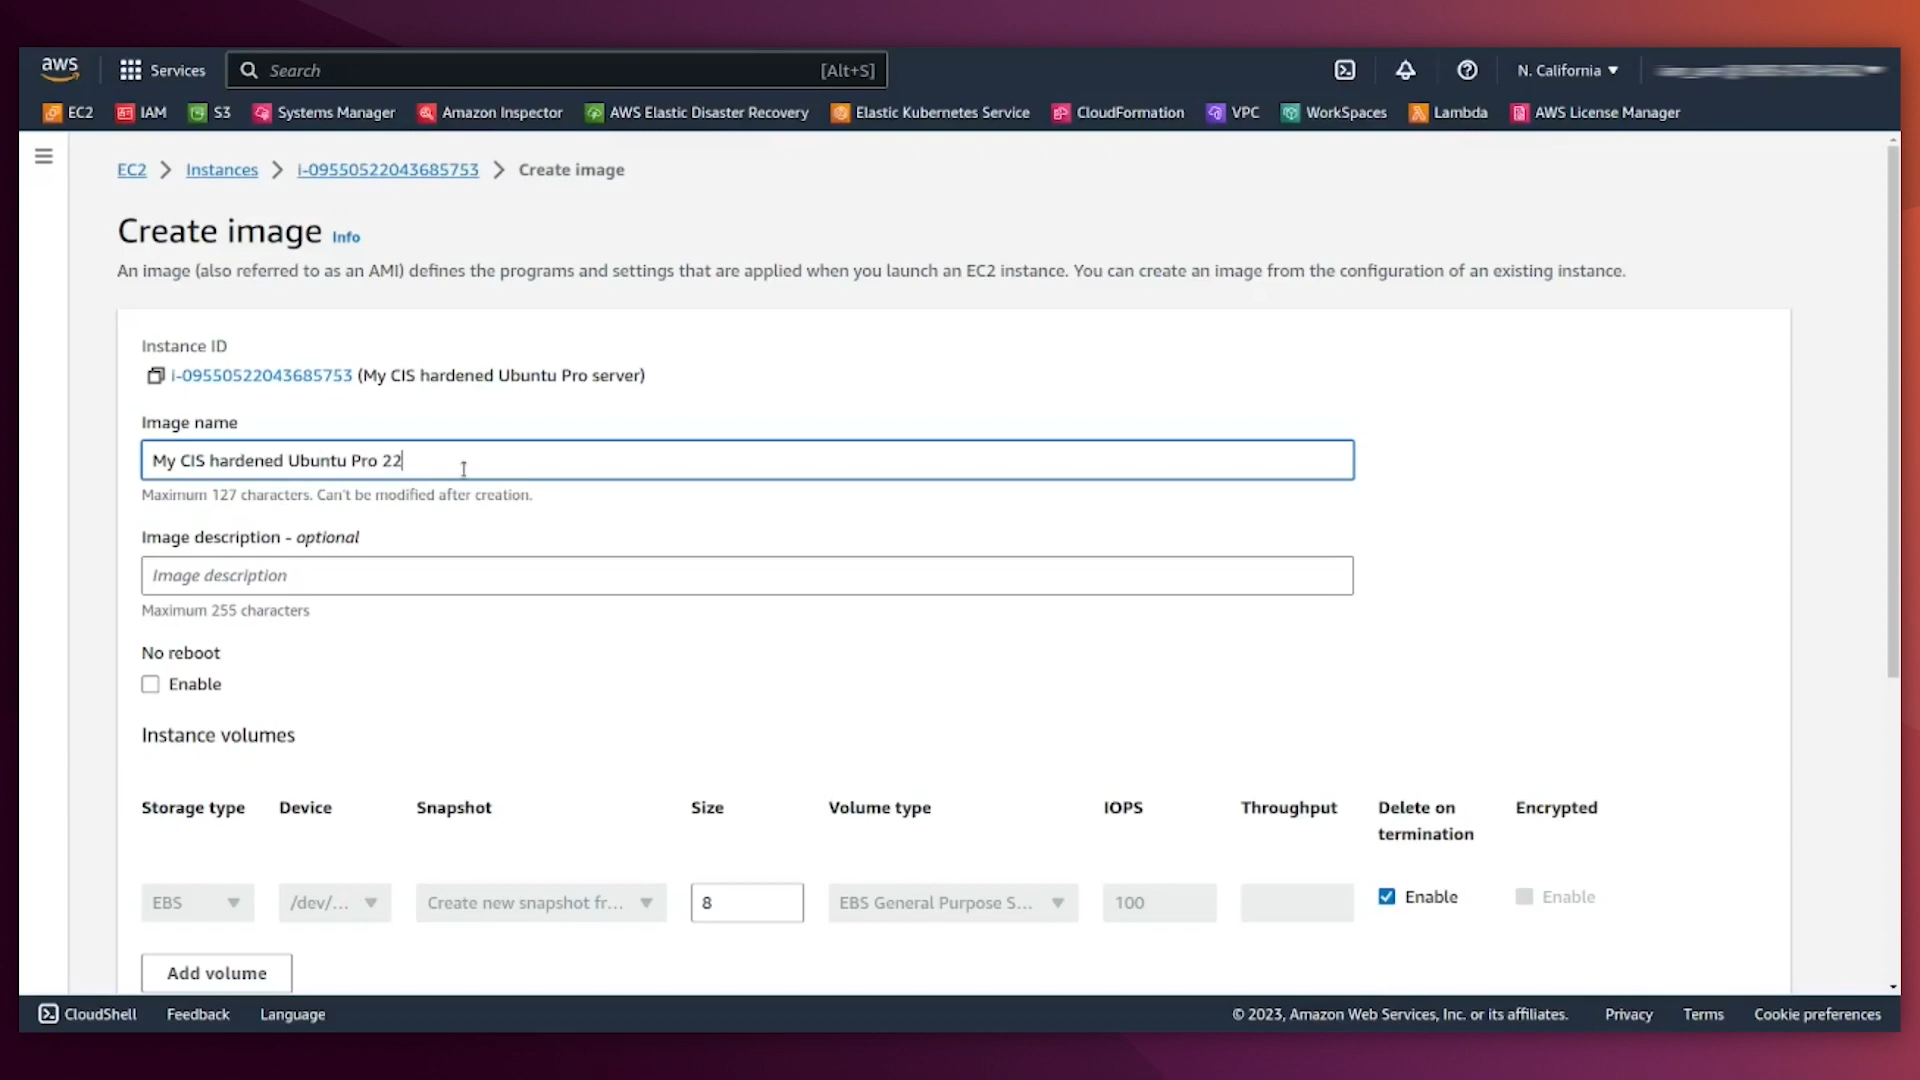 aws Services Search [Alt+S] N. California
EC2 IAM S3 Systems Manager Amazon Inspector AWS Elastic Disaster Recovery Elastic Kubernetes Service CloudFormation VPC WorkSpaces Lambda AWS License Manager
EC2 Instances i-09550522043685753 Create image
Create image Info
An image (also referred to as an AMI) defines the programs and settings that are applied when you launch an EC2 instance. You can create an image from the configuration of an existing instance.
Instance ID
i-09550522043685753 (My CIS hardened Ubuntu Pro server)
Image name
My CIS hardened Ubuntu Pro 22
Maximum 127 characters. Can't be modified after creation.
Image description - optional
Image description
Maximum 255 characters
No reboot
Enable
Instance volumes
Storage type Device Snapshot Size Volume type IOPS Throughput Delete on termination Encrypted
EBS /dev/... Create new snapshot fr... 8 EBS General Purpose S... 100 Enable Enable
Add volume
CloudShell Feedback Language © 2023, Amazon Web Services, Inc. or its affiliates. Privacy Terms Cookie preferences